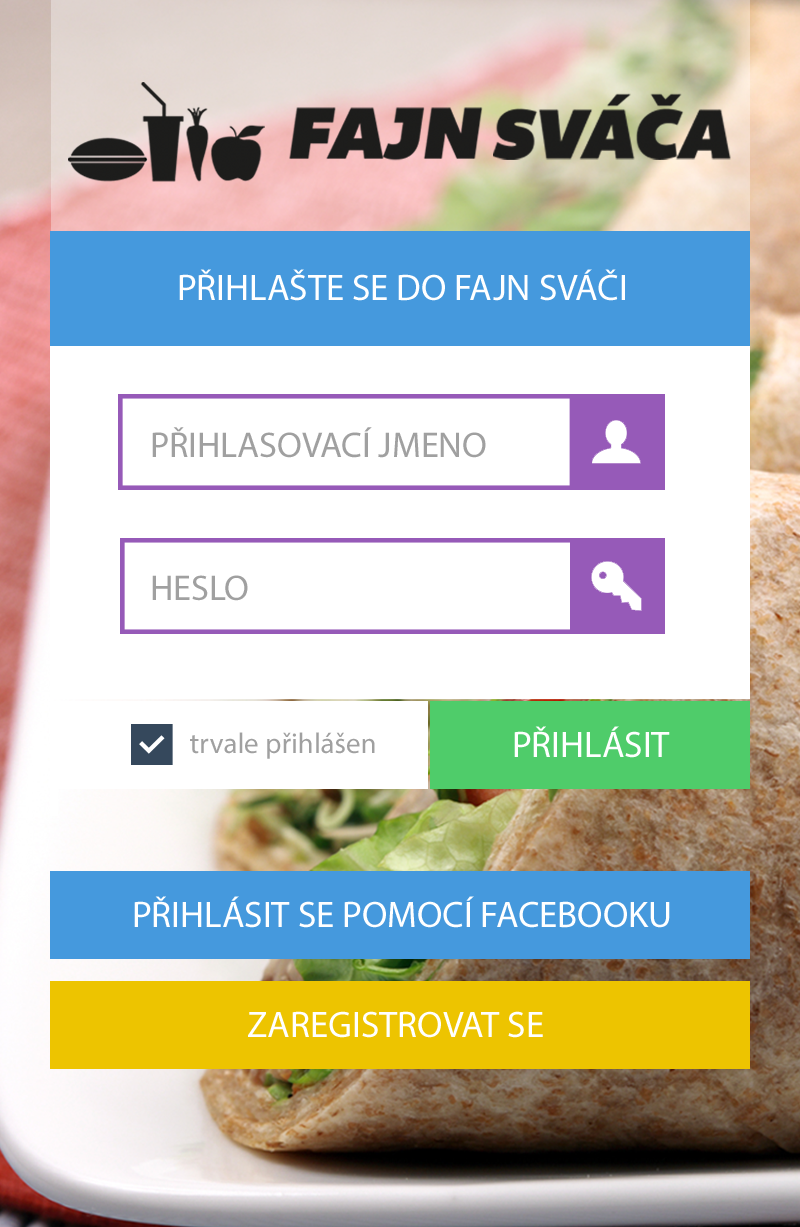 FAJN SVÁČA
PŘIHLAŠTE SE DO FAJN SVÁČI
PŘIHLASOVACÍ JMENO
HESLO
trvale přihlášen
PŘIHLÁSIT
PŘIHLÁSIT SE POMOCÍ FACEBOOKU
ZAREGISTROVAT SE